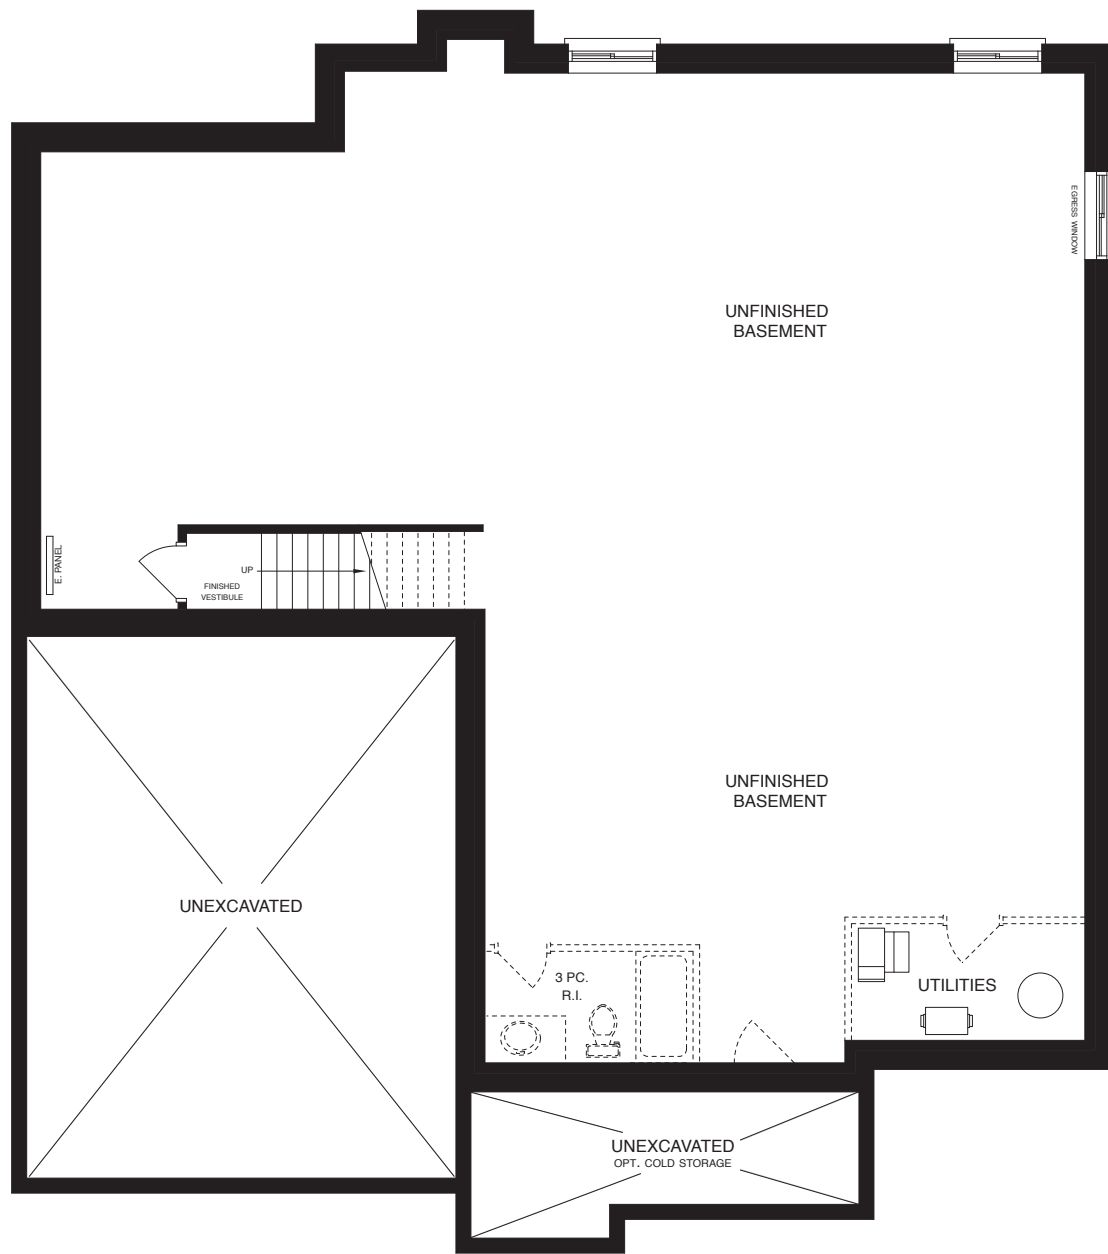 EGRESS WINDOW
UNFINISHED
BASEMENT
E. PANEL
UP
FINISHED
VESTIBULE
UNFINISHED
BASEMENT
UNEXCAVATED
3 PC.
R.I.
UTILITIES
UNEXCAVATED
OPT. COLD STORAGE